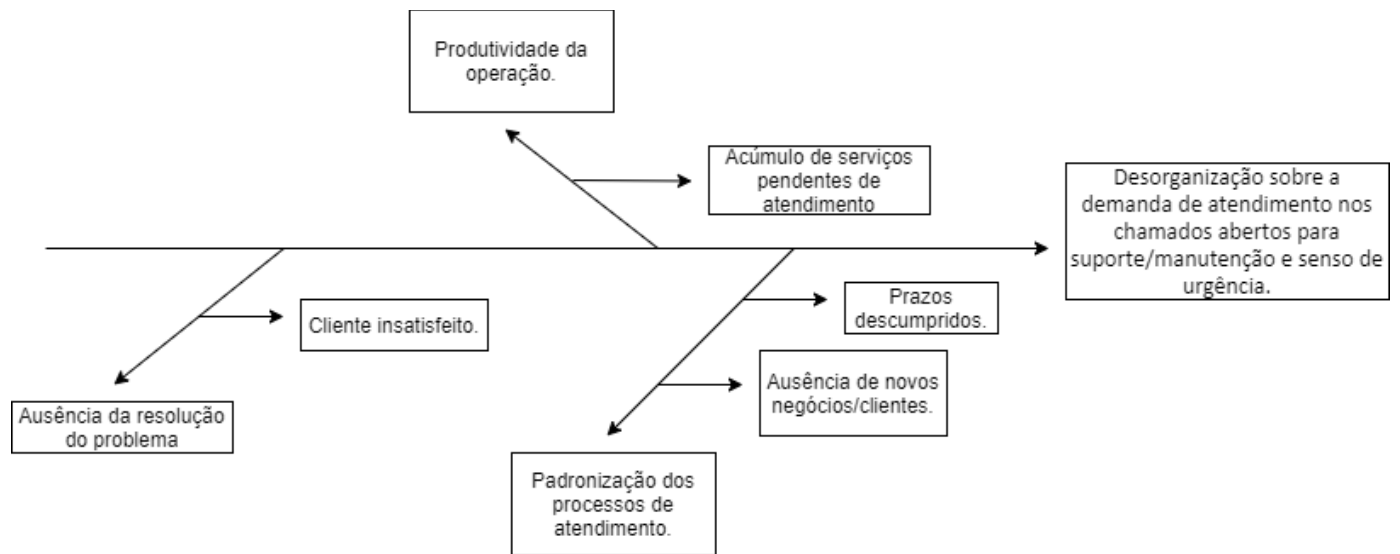 Produtividade da
operação.
Acúmulo de serviços
pendentes de
atendimento
Desorganização sobre a
demanda de atendimento nos
chamados abertos para
suporte/manutenção e senso de
urgência.
Cliente insatisfeito.
Prazos
descumpridos.
Ausência de novos
negócios/clientes.
Ausência da resolução
do problema
Padronização dos
processos de
atendimento.